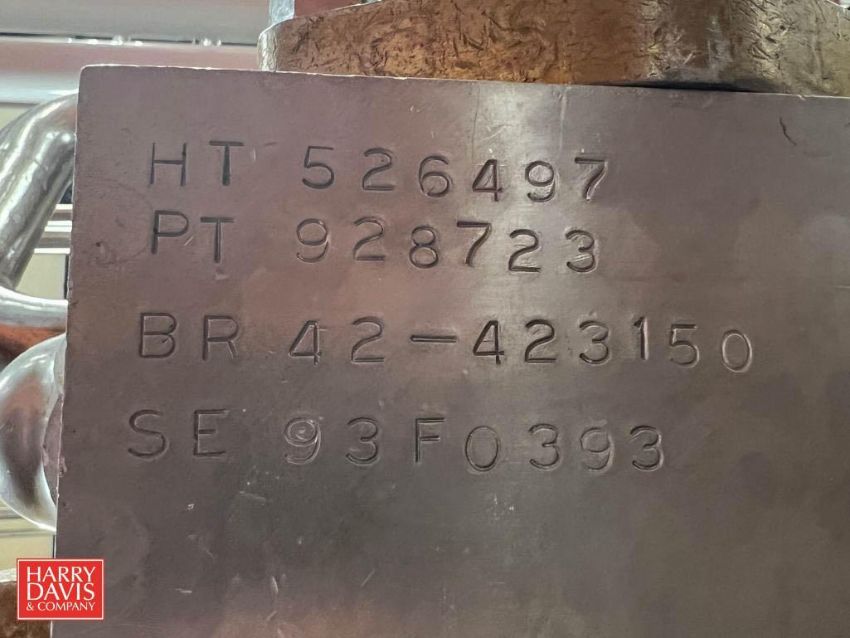 HT 526497
PT 928723
BR 42-423150
SE 93F0393
HARRY
DAVIS
& COMPANY